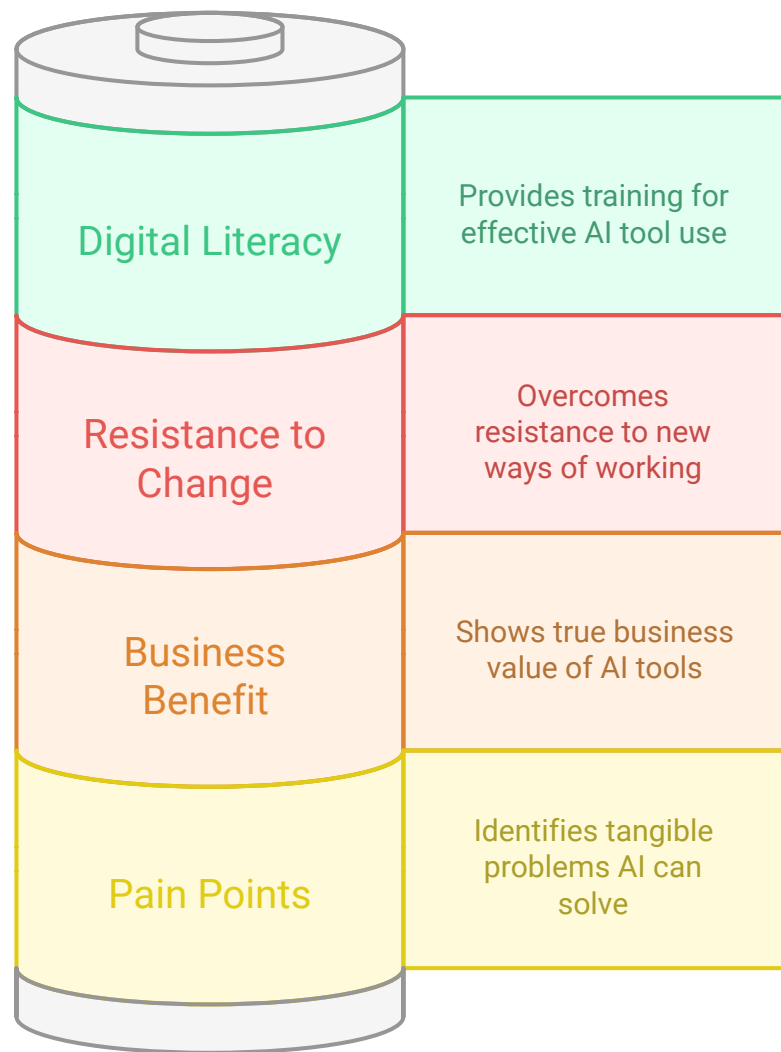 Digital Literacy
Provides training for
effective AI tool use
Resistance to
Change
Overcomes
resistance to new
ways of working
Business
Benefit
Shows true business
value of AI tools
Pain Points
Identifies tangible
problems AI can
solve